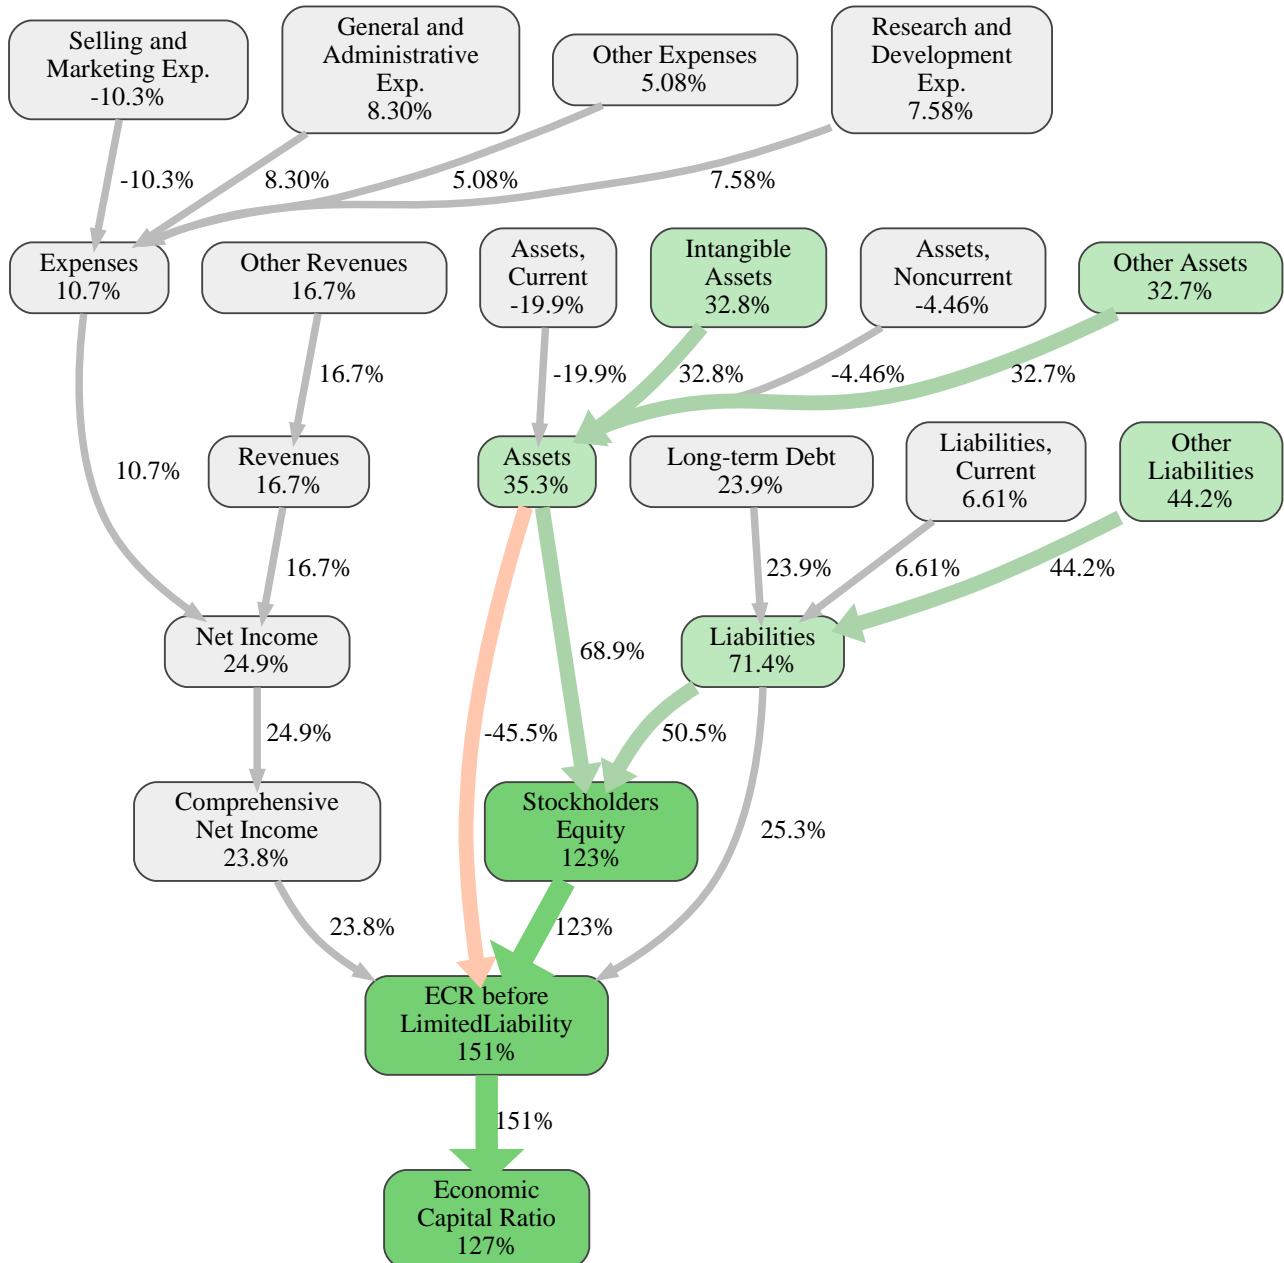 Selling and
Marketing Exp.
-10.3%
General and
Administrative
Exp.
8.30%
Other Expenses
5.08%
Research and
Development
Exp.
7.58%
-10.3%
8.30%
5.08%
7.58%
Expenses
10.7%
Other Revenues
16.7%
Assets,
Current
-19.9%
Intangible
Assets
32.8%
Assets,
Noncurrent
-4.46%
Other Assets
32.7%
16.7%
-19.9%
32.8%
-4.46%
32.7%
10.7%
Revenues
16.7%
Assets
35.3%
Long-term Debt
23.9%
Liabilities,
Current
6.61%
Other
Liabilities
44.2%
16.7%
23.9%
6.61%
44.2%
Net Income
24.9%
68.9%
Liabilities
71.4%
24.9%
-45.5%
50.5%
Comprehensive
Net Income
23.8%
Stockholders
Equity
123%
25.3%
23.8%
123%
ECR before
LimitedLiability
151%
151%
Economic
Capital Ratio
127%